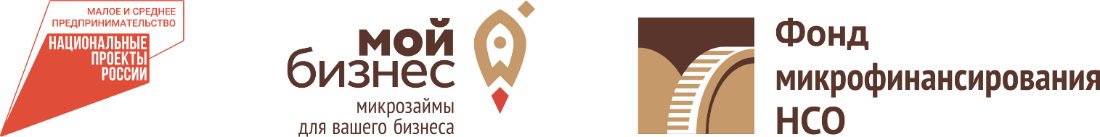 МАЛОЕ И СРЕДНЕЕ
ПРЕДПРИНИМАТЕЛЬСТВО
НАЦИОНАЛЬНЫЕ
ПРОЕКТЫ
РОССИИ
мой
бизнес
микрозаймы
для вашего бизнеса
Фонд
микрофинансирования
НСО